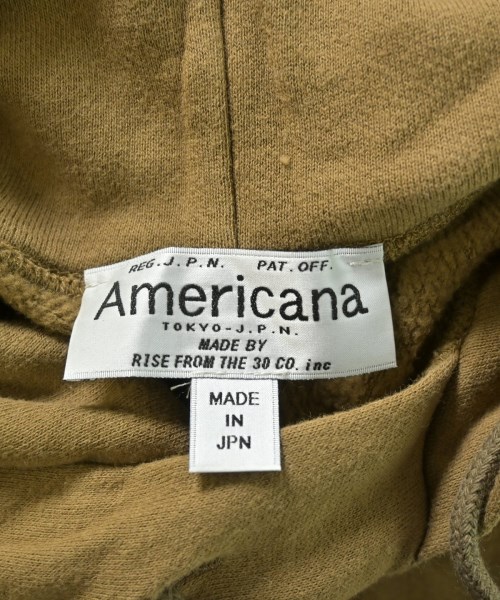 REG.J.P.N. PAT.OFF.
Americana
TOKYO-J.P.N.
MADE BY
RISE FROM THE 30 CO. inc
MADE
IN
JPN